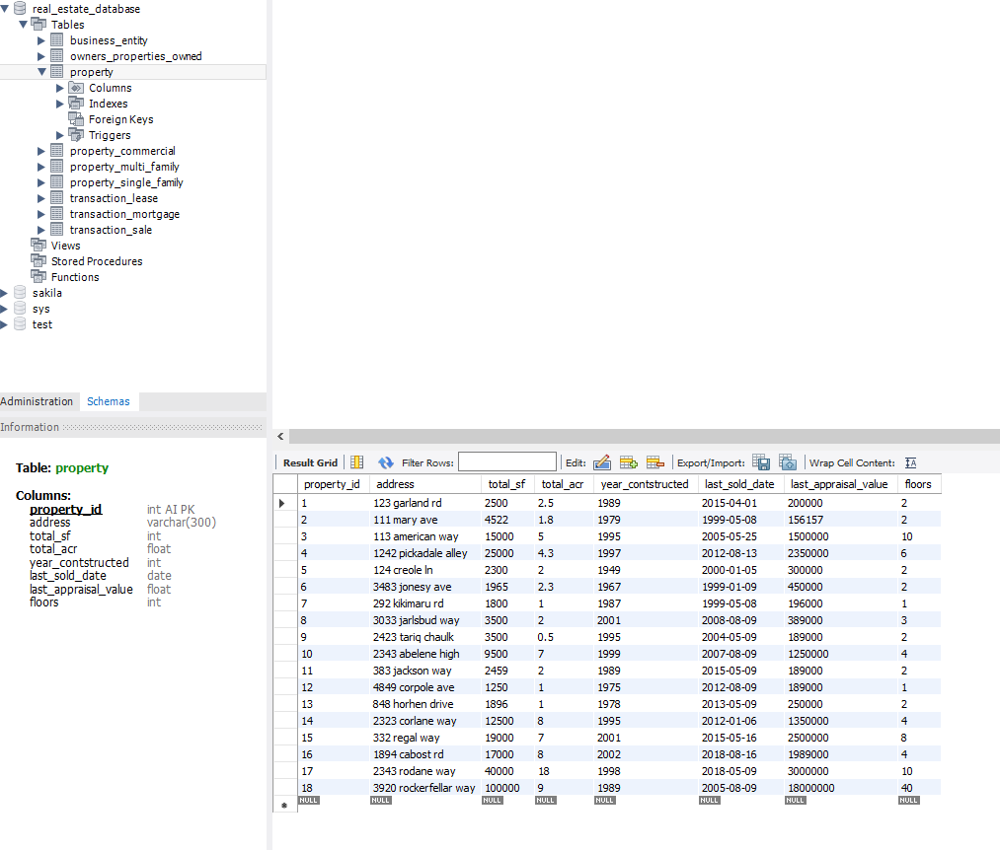 real_estate_database
Tables
business_entity
owners_properties_owned
property
Columns
Indexes
Foreign Keys
Triggers
property_commercial
property_multi_family
property_single_family
transaction_lease
transaction_mortgage
transaction_sale
Views
Stored Procedures
Functions
sakila
sys
test
Administration Schemas
Information
Table: property
Columns:
property_id int AI PK
address varchar(300)
total_sf int
total_acr float
year_contstructed int
last_sold_date date
last_appraisal_value float
floors int
Result Grid Filter Rows: Edit: Export/Import: Wrap Cell Content:
property_id address total_sf total_acr year_contstructed last_sold_date last_appraisal_value floors
1 123 garland rd 2500 2.5 1989 2015-04-01 200000 2
2 111 mary ave 4522 1.8 1979 1999-05-08 156157 2
3 113 american way 15000 5 1995 2005-05-25 1500000 10
4 1242 pickadale alley 25000 4.3 1997 2012-08-13 2350000 6
5 124 creole ln 2300 2 1949 2000-01-05 300000 2
6 3483 jonesy ave 1965 2.3 1967 1999-01-09 450000 2
7 292 kikimaru rd 1800 1 1987 1999-05-08 196000 1
8 3033 jarlsbud way 3500 2 2001 2008-08-09 389000 3
9 2423 tariq chaulk 3500 0.5 1995 2004-05-09 189000 2
10 2343 abelene high 9500 7 1999 2007-08-09 1250000 4
11 383 jackson way 2459 2 1989 2015-05-09 189000 2
12 4849 corpole ave 1250 1 1975 2012-08-09 189000 1
13 848 horhen drive 1896 1 1978 2013-05-09 250000 2
14 2323 corlane way 12500 8 1995 2012-01-06 1350000 4
15 332 regal way 19000 7 2001 2015-05-16 2500000 8
16 1894 cabost rd 17000 8 2002 2018-08-16 1989000 4
17 2343 rodane way 40000 18 1998 2018-05-09 3000000 10
18 3920 rockerfellar way 100000 9 1989 2005-08-09 18000000 40
NULL NULL NULL NULL NULL NULL NULL NULL